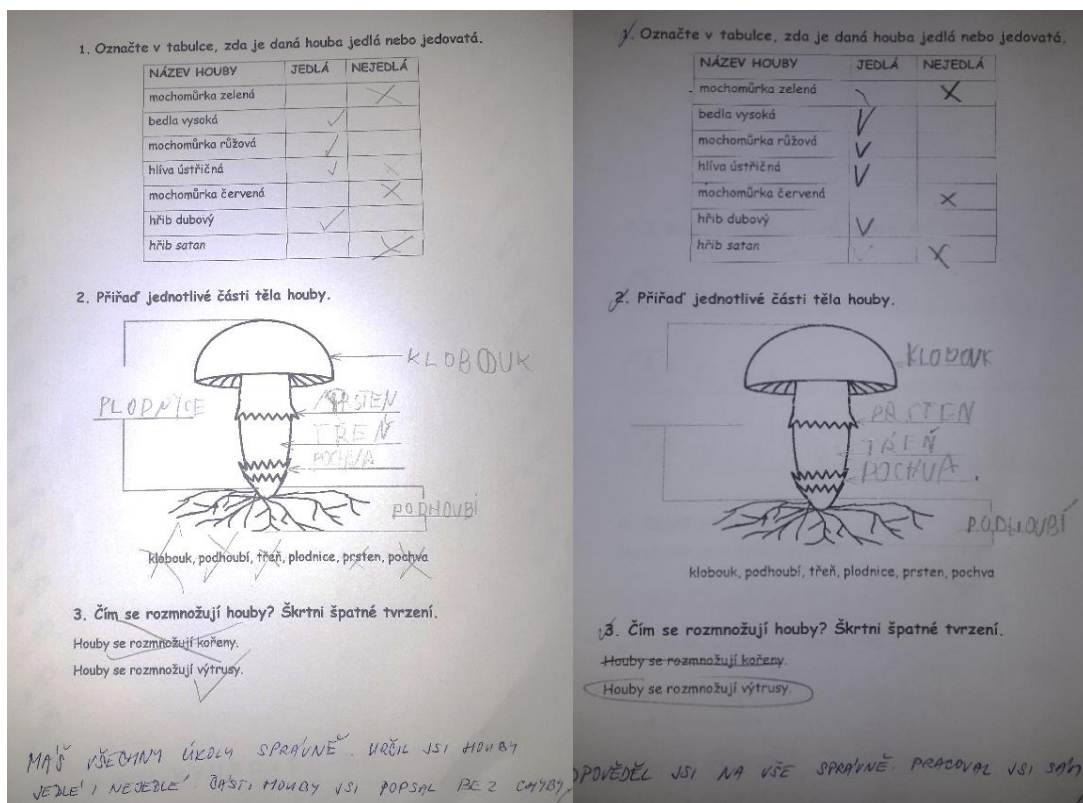 1. Označte v tabulce, zda je daná houba jedlá nebo jedovatá.
NÁZEV HOUBY JEDLÁ NEJEDLÁ
mochomůrka zelená
bedla vysoká
mochomůrka růžová
hlíva ústřičná
mochomůrka červená
hřib dubový
hřib satan
2. Přiřaď jednotlivé části těla houby.
KLOBOUK
PLODNICE
PRSTEN
TŘEŇ
POCHVA
PODHOUBÍ
klobouk, podhoubí, třeň, plodnice, prsten, pochva
3. Čím se rozmnožují houby? Škrtni špatné tvrzení.
Houby se rozmnožují kořeny.
Houby se rozmnožují výtrusy.
MÁŠ VŠECHNY ÚKOLY SPRÁVNĚ. URČIL JSI HOUBY
JEDLÉ I NEJEDLÉ. ČÁSTI HOUBY JSI POPSAL BEZ CHYBY
1. Označte v tabulce, zda je daná houba jedlá nebo jedovatá.
NÁZEV HOUBY JEDLÁ NEJEDLÁ
mochomůrka zelená
bedla vysoká
mochomůrka růžová
hlíva ústřičná
mochomůrka červená
hřib dubový
hřib satan
2. Přiřaď jednotlivé části těla houby.
KLOBOUK
PRSTEN
TŘEŇ
POCHVA
PODHOUBÍ
klobouk, podhoubí, třeň, plodnice, prsten, pochva
3. Čím se rozmnožují houby? Škrtni špatné tvrzení.
Houby se rozmnožují kořeny.
Houby se rozmnožují výtrusy.
OPOVĚDĚL JSI NA VŠE SPRÁVNĚ. PRACOVAL JSI SÁM